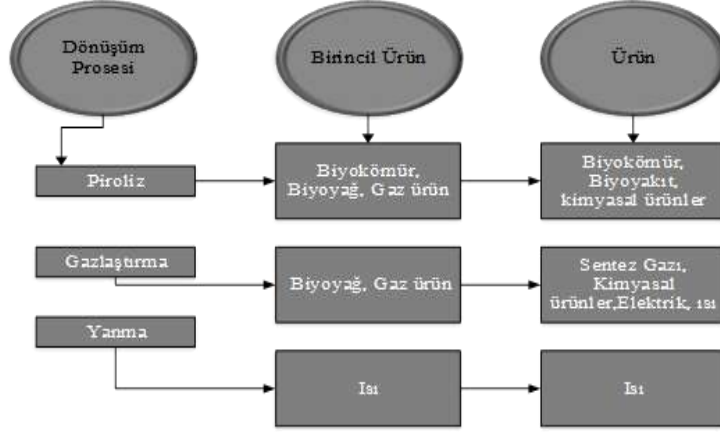 Dönüşüm
Prosesi
Birincil Ürün
Ürün
Piroliz
Biyokömür,
Biyoyağ, Gaz ürün
Biyokömür,
Biyoyakıt,
kimyasal ürünler
Gazlaştırma
Biyoyağ, Gaz ürün
Sentez Gazı,
Kimyasal
ürünler,Elektrik, ısı
Yanma
Isı
Isı